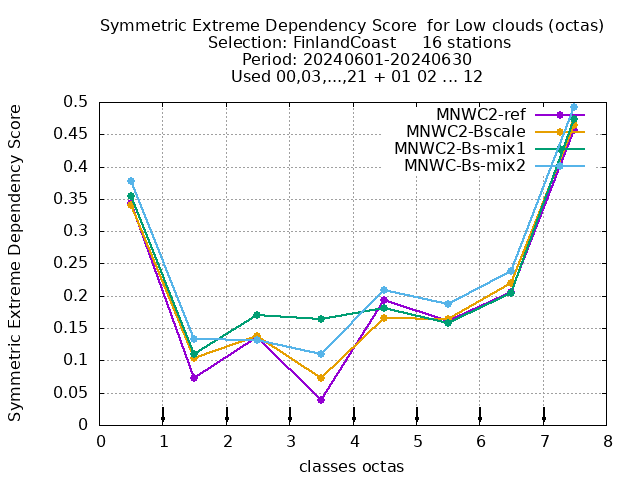 Symmetric Extreme Dependency Score  for Low clouds (octas)
Selection: FinlandCoast     16 stations
Period: 20240601-20240630
Used 00,03,...,21 + 01 02 ... 12
Symmetric Extreme Dependency Score
0.5
0.45
0.4
0.35
0.3
0.25
0.2
0.15
0.1
0.05
0
MNWC2-ref
MNWC2-Bscale
MNWC2-Bs-mix1
MNWC-Bs-mix2
0 1 2 3 4 5 6 7 8
classes octas